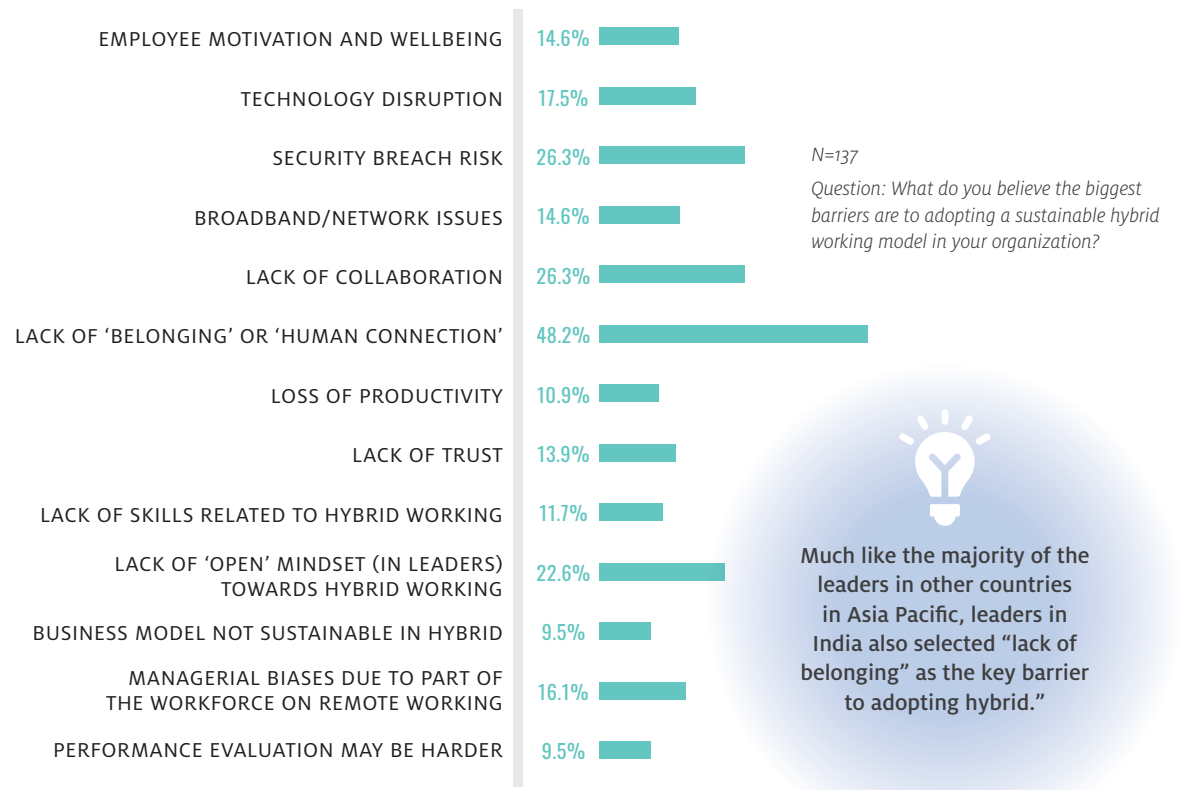 EMPLOYEE MOTIVATION AND WELLBEING 14.6%
TECHNOLOGY DISRUPTION 17.5%
SECURITY BREACH RISK 26.3%
BROADBAND/NETWORK ISSUES 14.6%
LACK OF COLLABORATION 26.3%
LACK OF ‘BELONGING’ OR ‘HUMAN CONNECTION’ 48.2%
LOSS OF PRODUCTIVITY 10.9%
LACK OF TRUST 13.9%
LACK OF SKILLS RELATED TO HYBRID WORKING 11.7%
LACK OF ‘OPEN’ MINDSET (IN LEADERS)
TOWARDS HYBRID WORKING 22.6%
BUSINESS MODEL NOT SUSTAINABLE IN HYBRID 9.5%
MANAGERIAL BIASES DUE TO PART OF
THE WORKFORCE ON REMOTE WORKING 16.1%
PERFORMANCE EVALUATION MAY BE HARDER 9.5%
N=137
Question: What do you believe the biggest
barriers are to adopting a sustainable hybrid
working model in your organization?
Much like the majority of the
leaders in other countries
in Asia Pacific, leaders in
India also selected “lack of
belonging” as the key barrier
to adopting hybrid.”